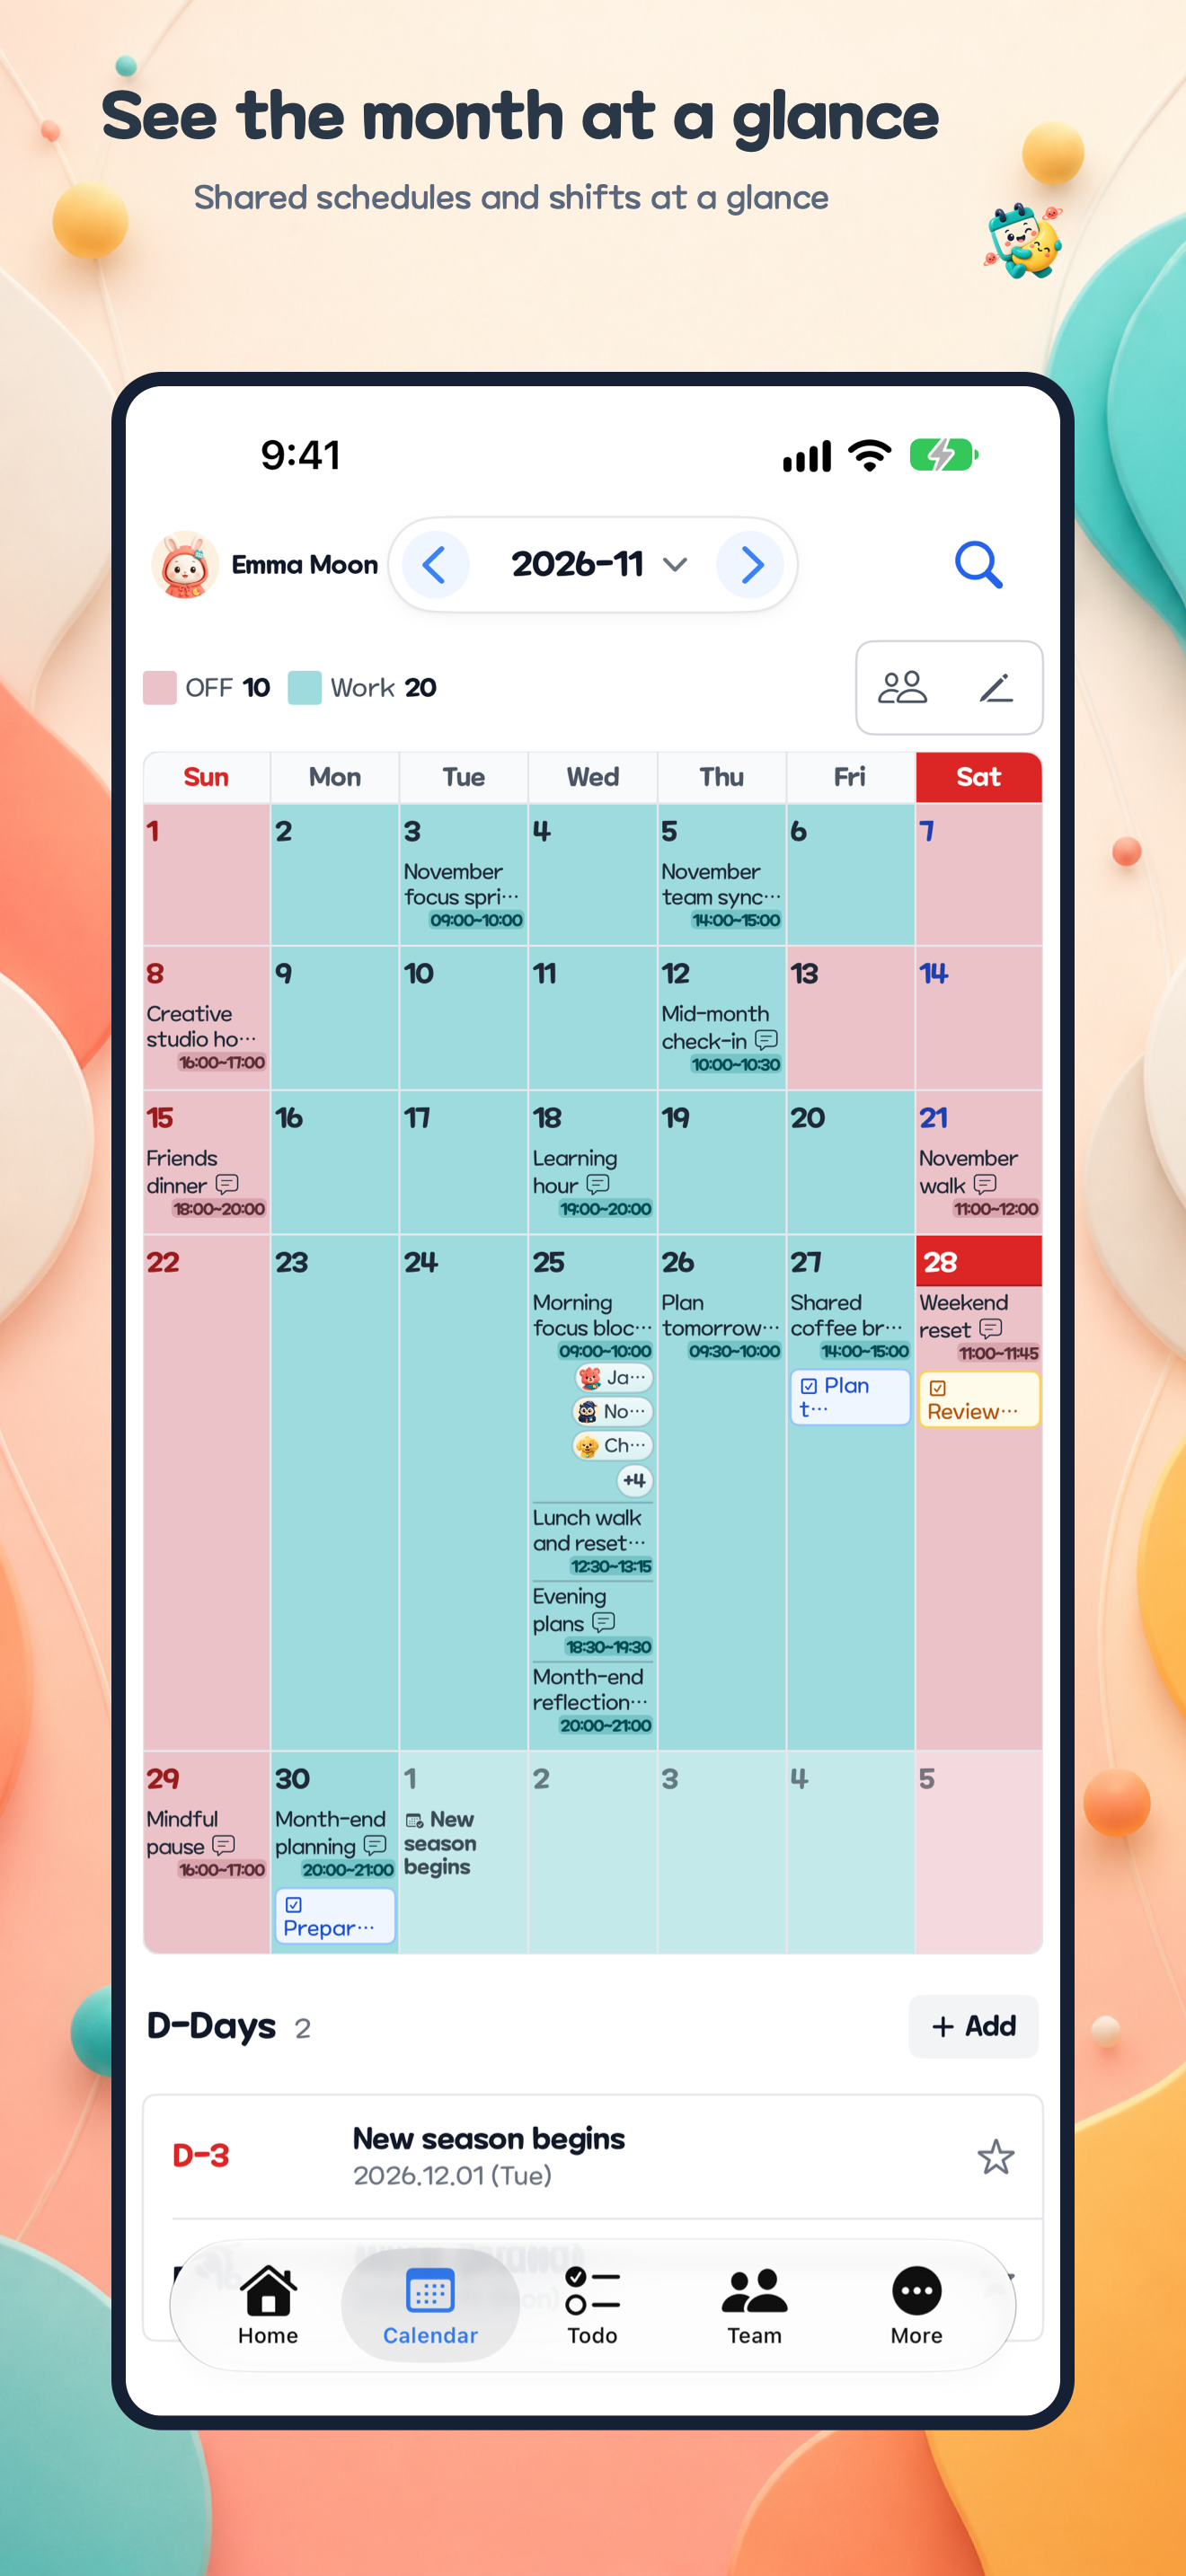 See the month at a glance
Shared schedules and shifts at a glance
9:41
Emma Moon
2026-11
OFF 10 Work 20
Sun Mon Tue Wed Thu Fri Sat
1 2 3 4 5 6 7
November
focus spri···
09:00~10:00
November
team sync···
14:00~15:00
8 9 10 11 12 13 14
Creative
studio ho···
16:00~17:00
Mid-month
check-in
10:00~10:30
15 16 17 18 19 20 21
Friends
dinner
18:00~20:00
Learning
hour
19:00~20:00
November
walk
11:00~12:00
22 23 24 25 26 27 28
Morning
focus bloc···
09:00~10:00
Ja···
No···
Ch···
+4
Lunch walk
and reset···
12:30~13:15
Evening
plans
18:30~19:30
Month-end
reflection···
20:00~21:00
Plan
tomorrow···
09:30~10:00
Shared
coffee br···
14:00~15:00
Plan
t···
Weekend
reset
11:00~11:45
Review···
29 30 1 2 3 4 5
Mindful
pause
16:00~17:00
Month-end
planning
20:00~21:00
Prepar···
New
season
begins
D-Days 2
+ Add
D-3
New season begins
2026.12.01 (Tue)
Home Calendar Todo Team More